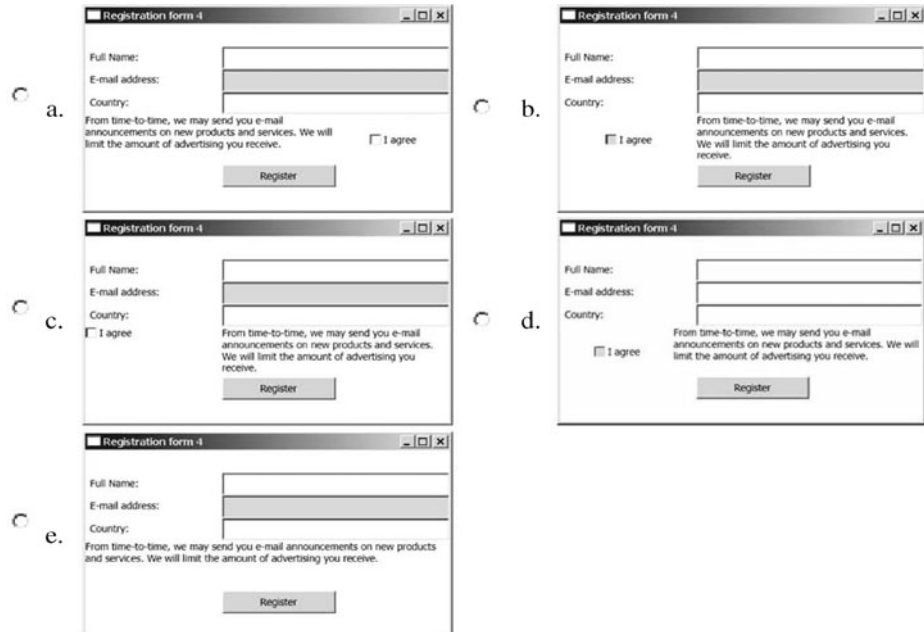 a.
Registration form 4
Full Name:
E-mail address:
Country:
From time-to-time, we may send you e-mail
announcements on new products and services. We will
limit the amount of advertising you receive.
I agree
Register
b.
Registration form 4
Full Name:
E-mail address:
Country:
I agree
From time-to-time, we may send you e-mail
announcements on new products and services.
We will limit the amount of advertising you
receive.
Register
c.
Registration form 4
Full Name:
E-mail address:
Country:
I agree
From time-to-time, we may send you e-mail
announcements on new products and services.
We will limit the amount of advertising you
receive.
Register
d.
Registration form 4
Full Name:
E-mail address:
Country:
I agree
From time-to-time, we may send you e-mail
announcements on new products and services. We will
limit the amount of advertising you receive.
Register
e.
Registration form 4
Full Name:
E-mail address:
Country:
From time-to-time, we may send you e-mail announcements on new products
and services. We will limit the amount of advertising you receive.
Register